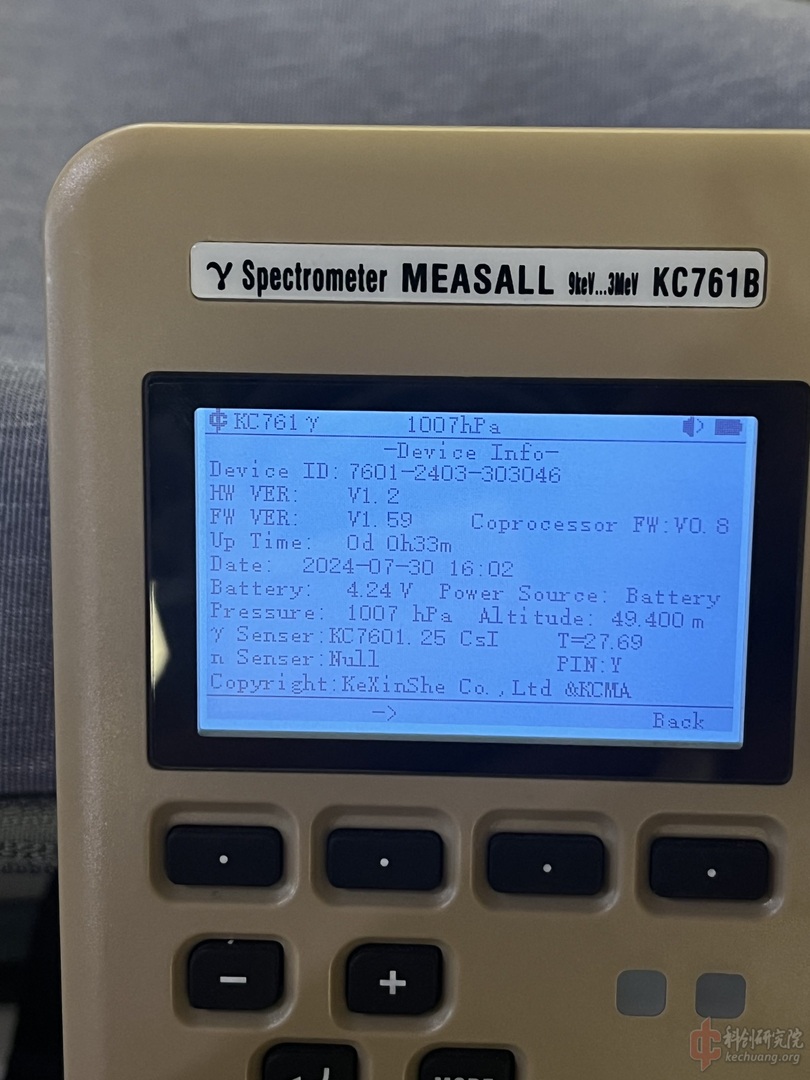 γ Spectrometer MEASALL 9keV...3MeV KC761B
KC761 γ 1007hPa
-Device Info-
Device ID: 7601-2403-303046
HW VER: V1.2
FW VER: V1.59 Coprocessor FW:V0.8
Up Time: 0d 0h33m
Date: 2024-07-30 16:02
Battery: 4.24 V Power Source: Battery
Pressure: 1007 hPa Altitude: 49.400 m
γ Senser:KC7601.25 CsI T=27.69
n Senser:Null PIN:Y
Copyright:KeXinShe Co.,Ltd &KCMA
-> Back
- +
MORE
科创研究院
kechuang.org